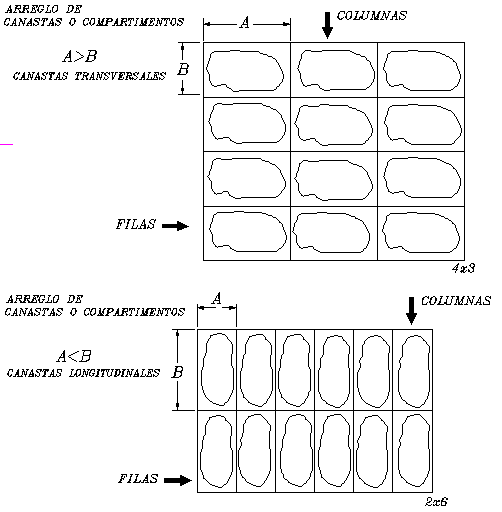 ARREGLO DE
CANASTAS O COMPARTIMENTOS
A
COLUMNAS
A>B
B
CANASTAS TRANSVERSALES
FILAS
4x3
ARREGLO DE
CANASTAS O COMPARTIMENTOS
A
COLUMNAS
A<B
B
CANASTAS LONGITUDINALES
FILAS
2x6